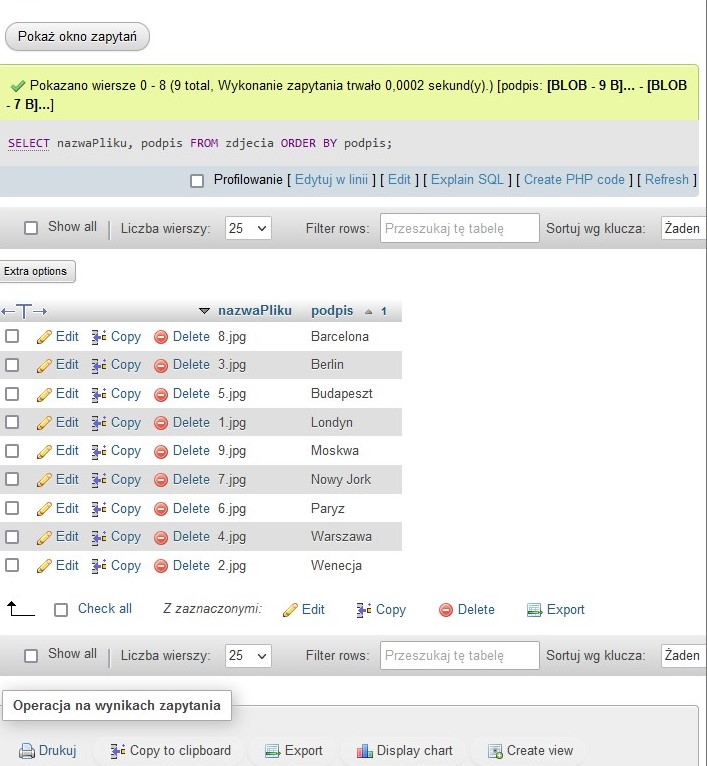 Pokaż okno zapytań
Pokazano wiersze 0 - 8 (9 total, Wykonanie zapytania trwało 0,0002 sekund(y).) [podpis: [BLOB - 9 B]... - [BLOB
- 7 B]...]
SELECT nazwaPliku, podpis FROM zdjecia ORDER BY podpis;
Profilowanie [ Edytuj w linii ] [ Edit ] [ Explain SQL ] [ Create PHP code ] [ Refresh ]
Show all | Liczba wierszy: 25 Filter rows: Przeszukaj tę tabelę Sortuj wg klucza: Żaden
Extra options
nazwaPliku podpis 1
Edit Copy Delete 8.jpg Barcelona
Edit Copy Delete 3.jpg Berlin
Edit Copy Delete 5.jpg Budapeszt
Edit Copy Delete 1.jpg Londyn
Edit Copy Delete 9.jpg Moskwa
Edit Copy Delete 7.jpg Nowy Jork
Edit Copy Delete 6.jpg Paryz
Edit Copy Delete 4.jpg Warszawa
Edit Copy Delete 2.jpg Wenecja
Check all Z zaznaczonymi: Edit Copy Delete Export
Show all | Liczba wierszy: 25 Filter rows: Przeszukaj tę tabelę Sortuj wg klucza: Żaden
Operacja na wynikach zapytania
Drukuj Copy to clipboard Export Display chart Create view